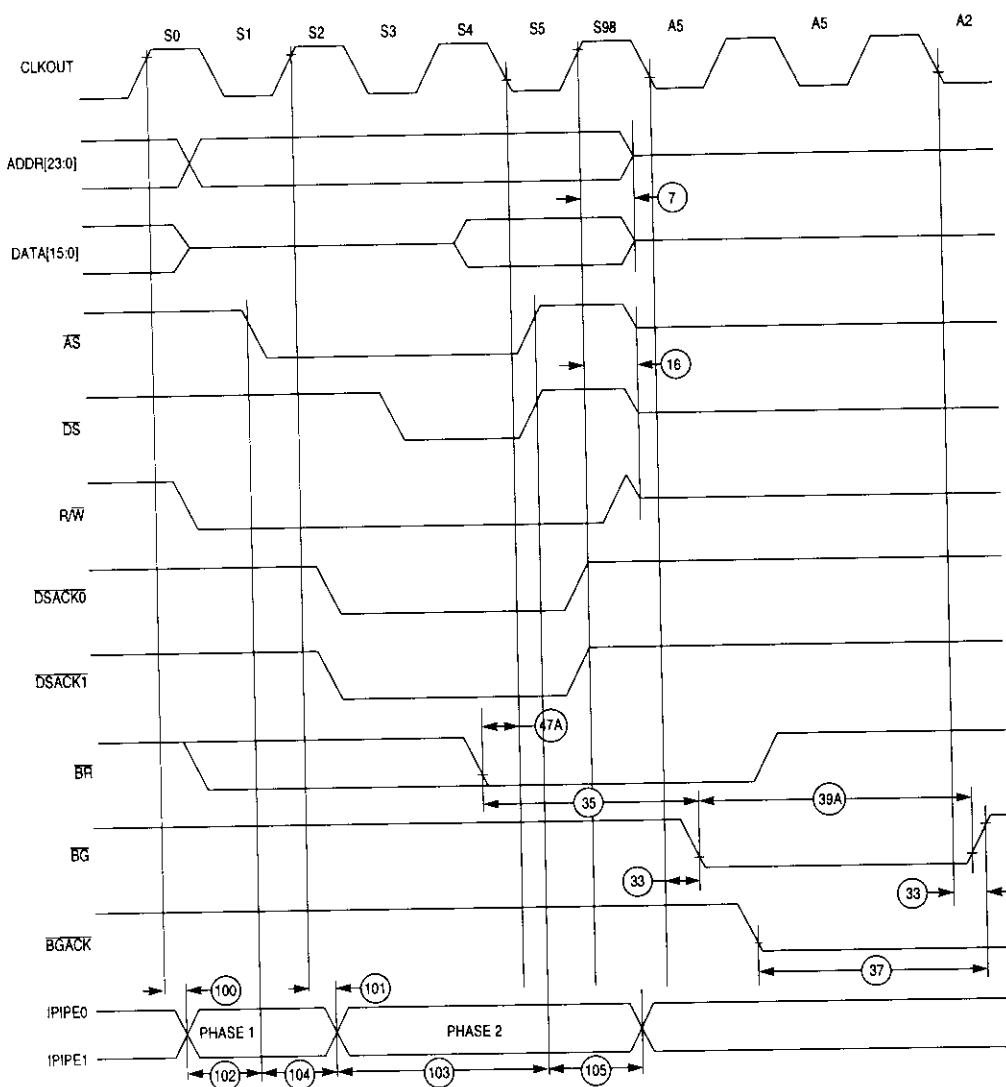 S0 S1 S2 S3 S4 S5 S98 A5 A5 A2
CLKOUT
ADDR[23:0]
7
DATA[15:0]
AS
16
DS
R/W
DSACK0
DSACK1
47A
BR
35
39A
BG
33
33
BGACK
37
100
101
IPIPE0
PHASE 1
PHASE 2
IPIPE1
102
104
103
105